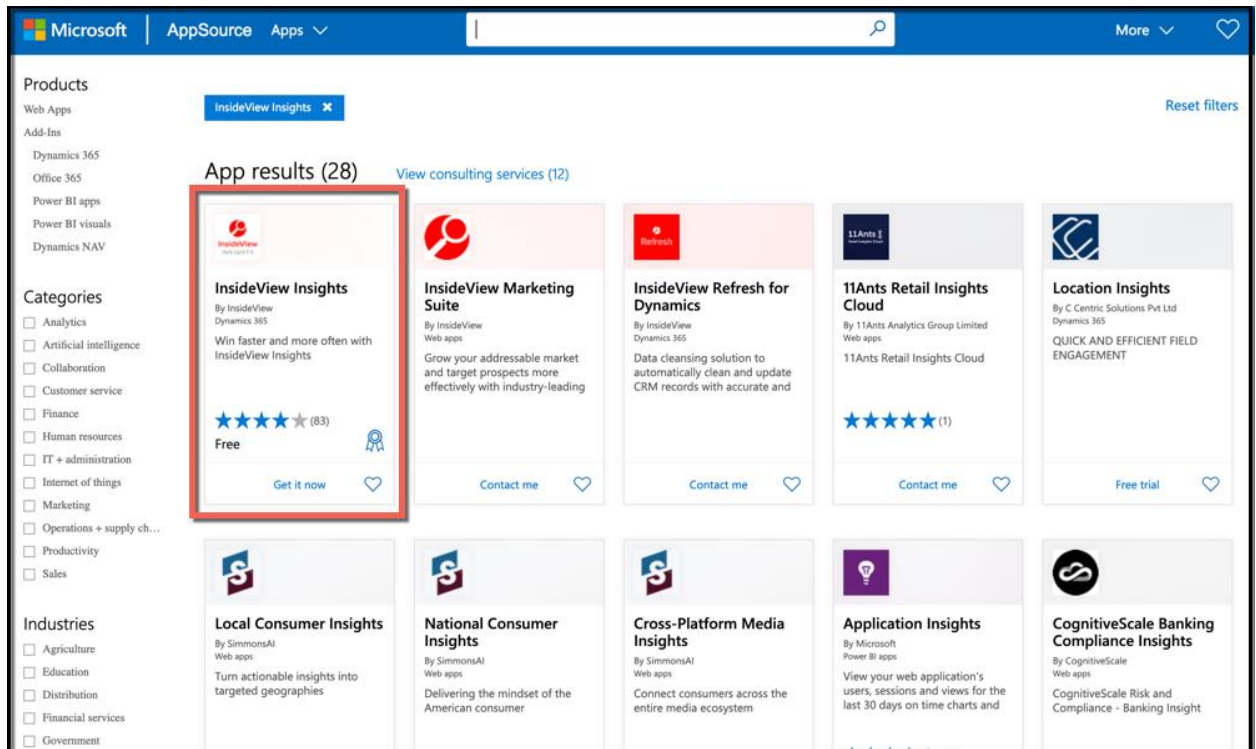 Microsoft
AppSource
Apps
More
Products
Web Apps
Add-Ins
Dynamics 365
Office 365
Power BI apps
Power BI visuals
Dynamics NAV
Categories
Analytics
Artificial intelligence
Collaboration
Customer service
Finance
Human resources
IT + administration
Internet of things
Marketing
Operations + supply ch...
Productivity
Sales
Industries
Agriculture
Education
Distribution
Financial services
Government
InsideView Insights
Reset filters
App results (28)
View consulting services (12)
InsideView
INSIGHTS
InsideView Insights
By InsideView
Dynamics 365
Win faster and more often with
InsideView Insights
(83)
Free
Get it now
InsideView Marketing
Suite
By InsideView
Web apps
Grow your addressable market
and target prospects more
effectively with industry-leading
Contact me
Refresh
InsideView Refresh for
Dynamics
By InsideView
Dynamics 365
Data cleansing solution to
automatically clean and update
CRM records with accurate and
Contact me
11Ants
11Ants Retail Insights
Cloud
By 11Ants Analytics Group Limited
Web apps
11Ants Retail Insights Cloud
(1)
Contact me
Location Insights
By C Centric Solutions Pvt Ltd
Dynamics 365
QUICK AND EFFICIENT FIELD
ENGAGEMENT
Free trial
Local Consumer Insights
By SimmonsAI
Web apps
Turn actionable insights into
targeted geographies
National Consumer
Insights
By SimmonsAI
Web apps
Delivering the mindset of the
American consumer
Cross-Platform Media
Insights
By SimmonsAI
Web apps
Connect consumers across the
entire media ecosystem
Application Insights
By Microsoft
Power BI apps
View your web application's
users, sessions and views for the
last 30 days on time charts and
CognitiveScale Banking
Compliance Insights
By CognitiveScale
Web apps
CognitiveScale Risk and
Compliance - Banking Insight